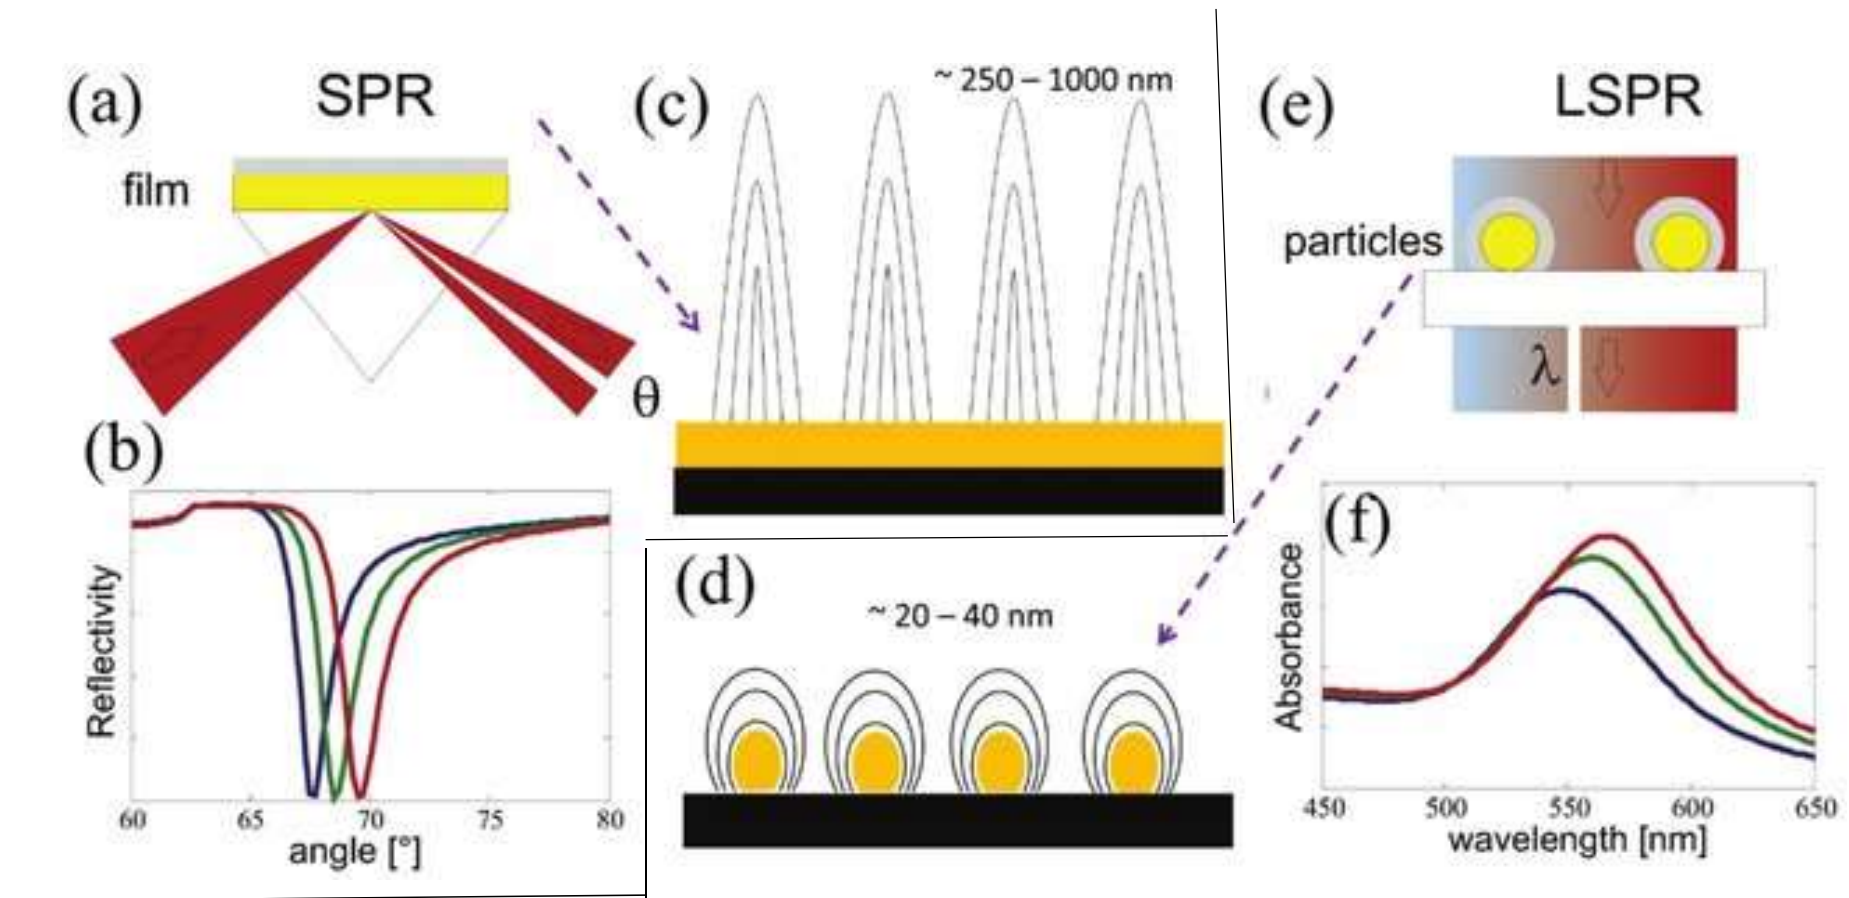 (a)
SPR
film
θ
(b)
Reflectivity
60 65 70 75 80
angle [°]
(c)
~ 250 – 1000 nm
(d)
~ 20 – 40 nm
(e)
LSPR
particles
λ
(f)
Absorbance
450 500 550 600 650
wavelength [nm]